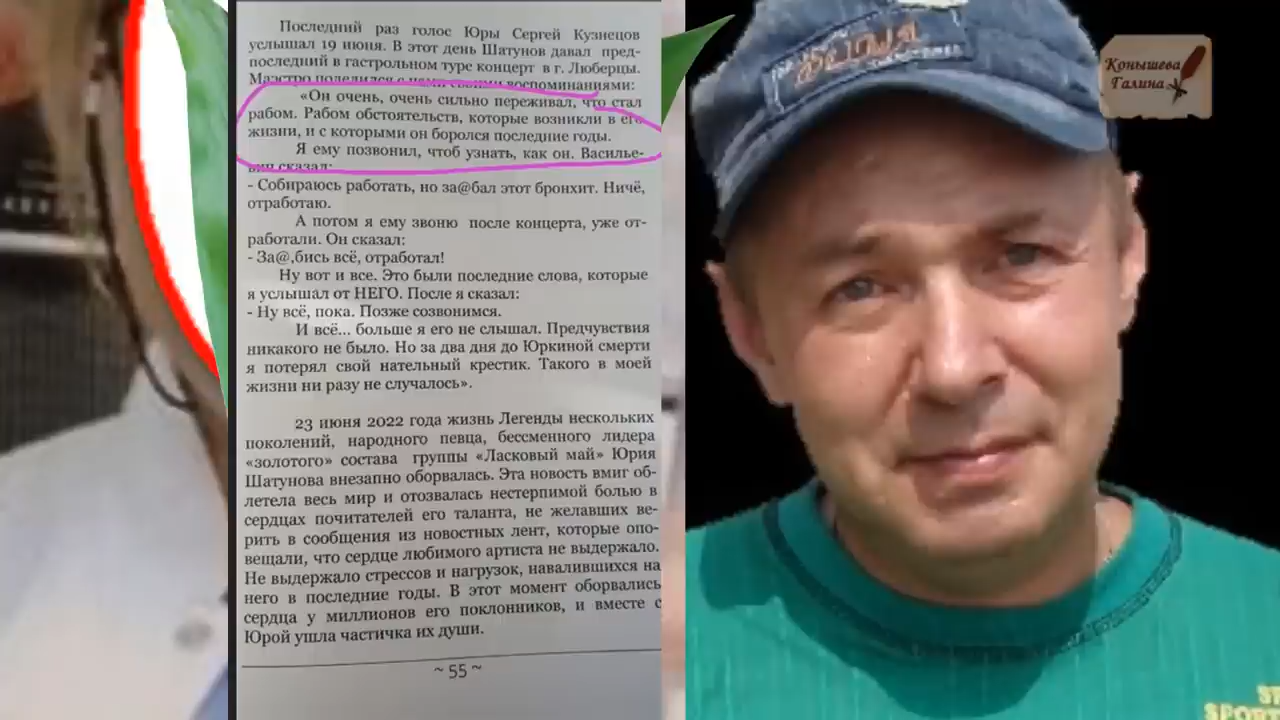 Последний раз голос Юры Сергей Кузнецов
услышал 19 июня. В этот день Шатунов давал пред-
последний в гастрольном туре концерт в г. Люберцы.
Маэстро поделился с нами своими воспоминаниями:
«Он очень, очень сильно переживал, что стал
рабом. Рабом обстоятельств, которые возникли в его
жизни, и с которыми он боролся последние годы.
Я ему позвонил, чтоб узнать, как он. Василье-
вич сказал:
- Собираюсь работать, но за@бал этот бронхит. Ничё,
отработаю.
А потом я ему звоню после концерта, уже от-
работали. Он сказал:
- За@,бись всё, отработал!
Ну вот и все. Это были последние слова, которые
я услышал от НЕГО. После я сказал:
- Ну всё, пока. Позже созвонимся.
И всё... больше я его не слышал. Предчувствия
никакого не было. Но за два дня до Юркиной смерти
я потерял свой нательный крестик. Такого в моей
жизни ни разу не случалось».
23 июня 2022 года жизнь Легенды нескольких
поколений, народного певца, бессменного лидера
«золотого» состава группы «Ласковый май» Юрия
Шатунова внезапно оборвалась. Эта новость вмиг об-
летела весь мир и отозвалась нестерпимой болью в
сердцах почитателей его таланта, не желавших ве-
рить в сообщения из новостных лент, которые опо-
вещали, что сердце любимого артиста не выдержало.
Не выдержало стрессов и нагрузок, навалившихся на
него в последние годы. В этот момент оборвались
сердца у миллионов его поклонников, и вместе с
Юрой ушла частичка их души.
~ 55 ~
Конышева
Галина
SPORT